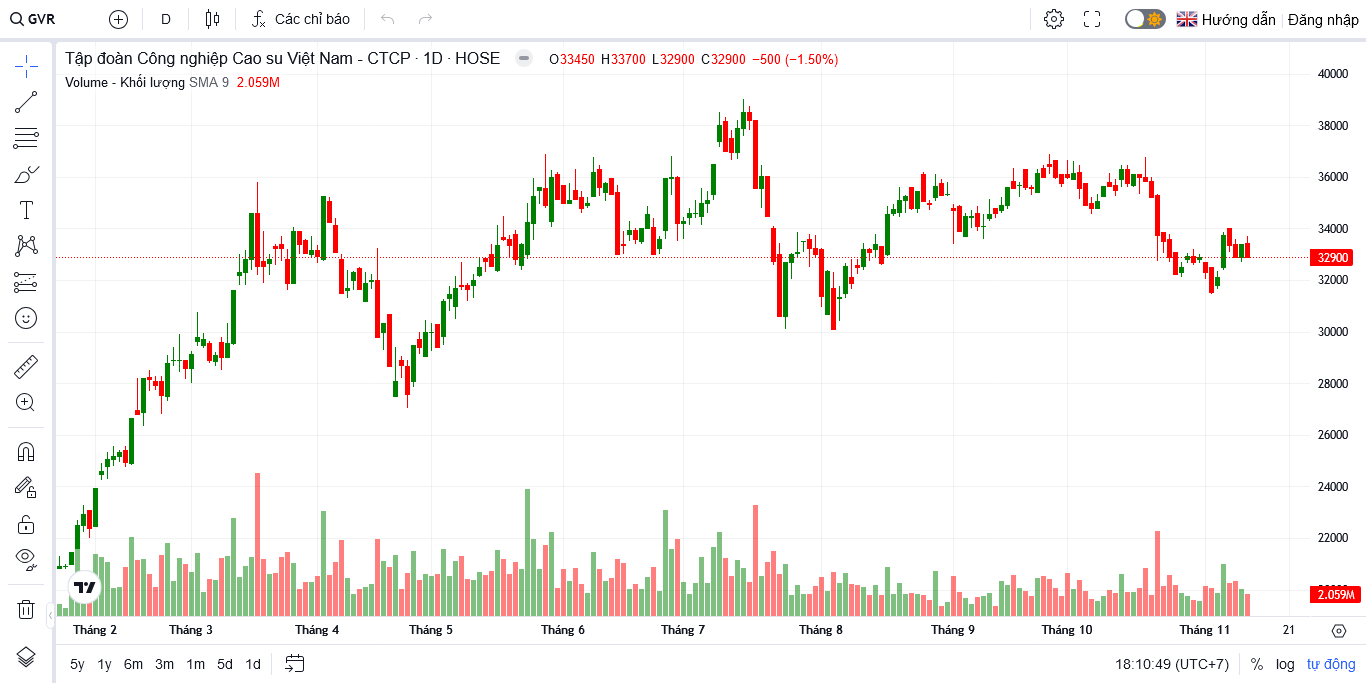 GVR D Các chỉ báo Hướng dẫn Đăng nhập
Tập đoàn Công nghiệp Cao su Việt Nam - CTCP · 1D · HOSE O33450 H33700 L32900 C32900 −500 (−1.50%)
Volume - Khối lượng SMA 9 2.059M
40000
38000
36000
34000
32900
32000
30000
28000
26000
24000
22000
2.059M
Tháng 2 Tháng 3 Tháng 4 Tháng 5 Tháng 6 Tháng 7 Tháng 8 Tháng 9 Tháng 10 Tháng 11 21
5y 1y 6m 3m 1m 5d 1d 18:10:49 (UTC+7) % log tự động